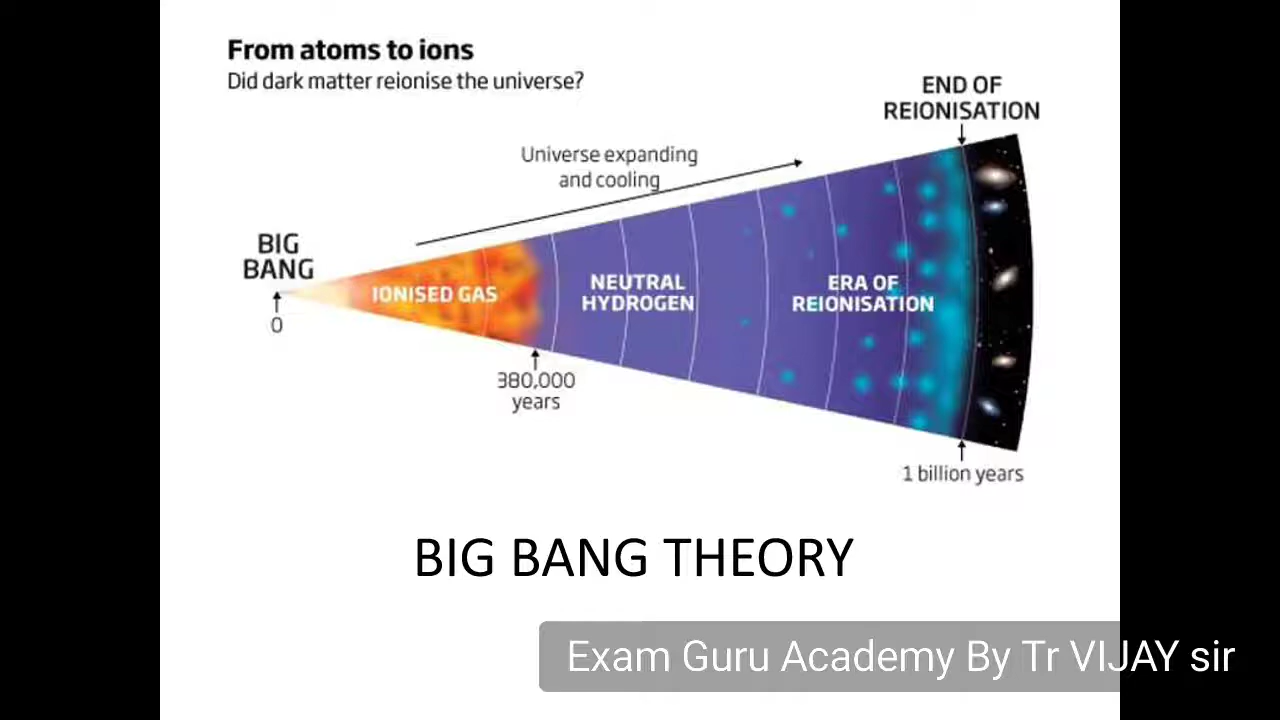 From atoms to ions
Did dark matter reionise the universe?
END OF
REIONISATION
Universe expanding
and cooling
BIG
BANG
0
IONISED GAS
NEUTRAL
HYDROGEN
ERA OF
REIONISATION
380,000
years
1 billion years
BIG BANG THEORY
Exam Guru Academy By Tr VIJAY sir